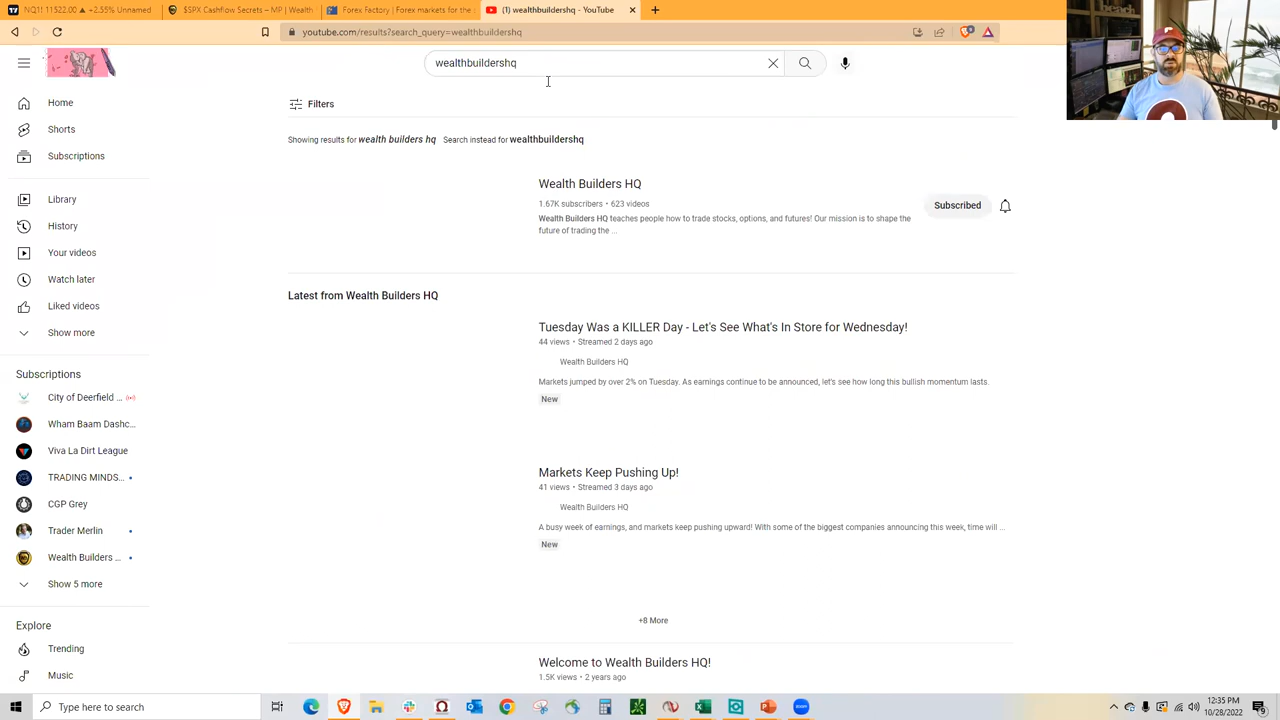 NQ1! 11522.00 ▲ +2.55% Unnamed
$SPX Cashflow Secrets – MP | Wealth
Forex Factory | Forex markets for the
(1) wealthbuildershq - YouTube
youtube.com/results?search_query=wealthbuildershq
wealthbuildershq
Home
Shorts
Subscriptions
Library
History
Your videos
Watch later
Liked videos
Show more
Subscriptions
City of Deerfield ...
Wham Baam Dashc...
Viva La Dirt League
TRADING MINDS...
CGP Grey
Trader Merlin
Wealth Builders ...
Show 5 more
Explore
Trending
Music
Filters
Showing results for wealth builders hq Search instead for wealthbuildershq
Wealth Builders HQ
1.67K subscribers • 623 videos
Wealth Builders HQ teaches people how to trade stocks, options, and futures! Our mission is to shape the
future of trading the ...
Subscribed
Latest from Wealth Builders HQ
Tuesday Was a KILLER Day - Let's See What's In Store for Wednesday!
44 views • Streamed 2 days ago
Wealth Builders HQ
Markets jumped by over 2% on Tuesday. As earnings continue to be announced, let's see how long this bullish momentum lasts.
New
Markets Keep Pushing Up!
41 views • Streamed 3 days ago
Wealth Builders HQ
A busy week of earnings, and markets keep pushing upward! With some of the biggest companies announcing this week, time will ...
New
+8 More
Welcome to Wealth Builders HQ!
1.5K views • 2 years ago
Type here to search
12:35 PM
10/28/2022